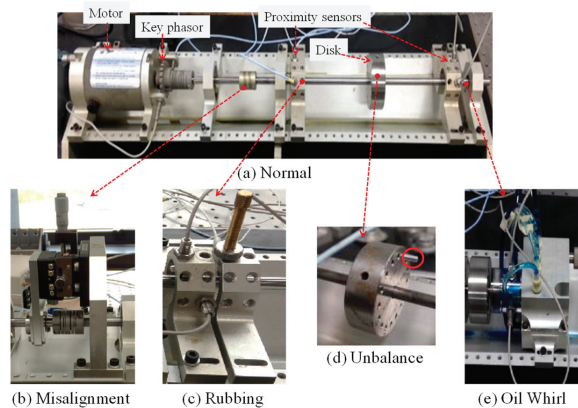 Motor
Key phasor
Proximity sensors
Disk
(a) Normal
(b) Misalignment
(c) Rubbing
(d) Unbalance
(e) Oil Whirl